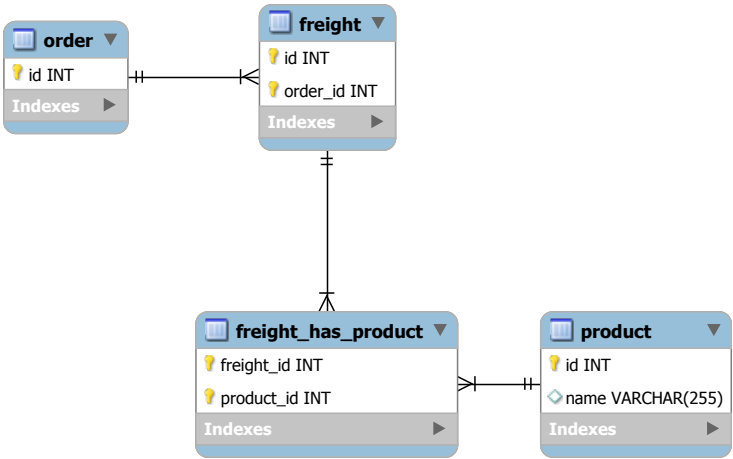 order
id INT
Indexes
freight
id INT
order_id INT
Indexes
freight_has_product
freight_id INT
product_id INT
Indexes
product
id INT
name VARCHAR(255)
Indexes